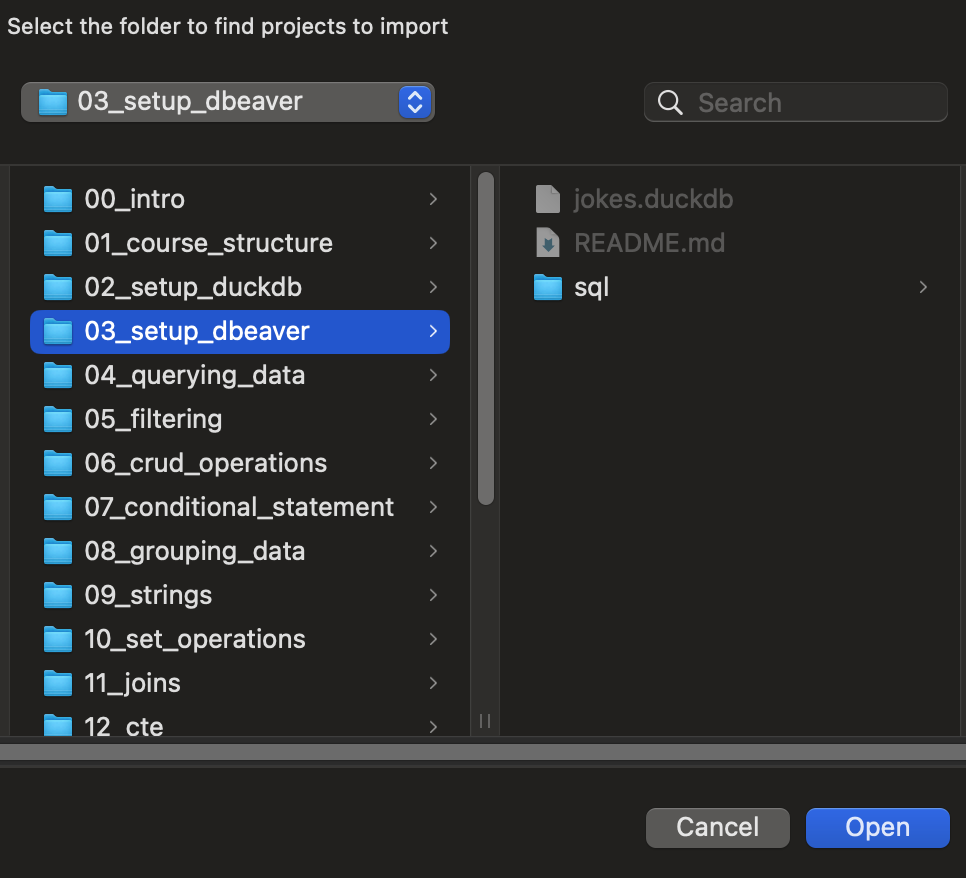 Select the folder to find projects to import
03_setup_dbeaver
Search
00_intro
01_course_structure
02_setup_duckdb
03_setup_dbeaver
04_querying_data
05_filtering
06_crud_operations
07_conditional_statement
08_grouping_data
09_strings
10_set_operations
11_joins
12_cte
jokes.duckdb
README.md
sql
Cancel
Open